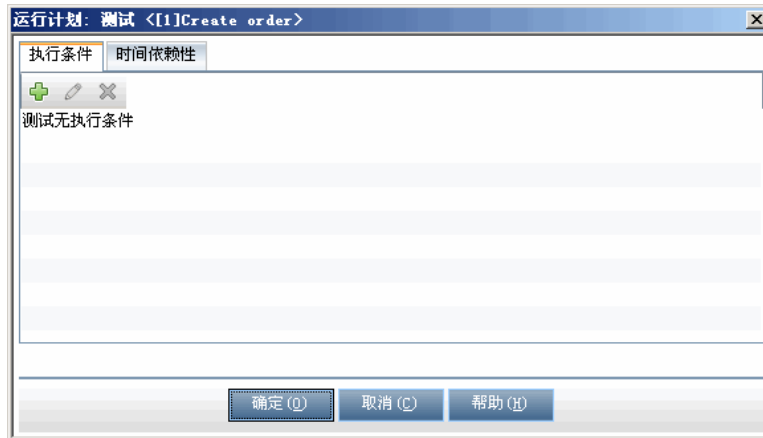 运行计划: 测试 <[1]Create order>
执行条件 时间依赖性
测试无执行条件
确定(O) 取消(C) 帮助(H)